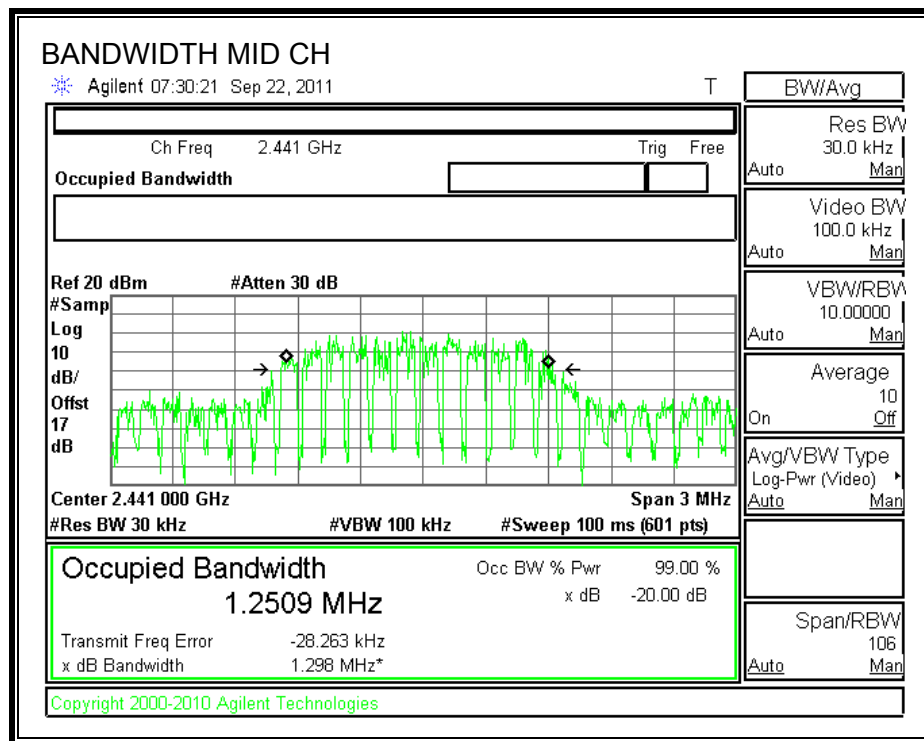 BANDWIDTH MID CH
Agilent 07:30:21 Sep 22, 2011 T
Ch Freq 2.441 GHz Trig Free
Occupied Bandwidth
Ref 20 dBm #Atten 30 dB
#Samp
Log
10
dB/
Offst
17
dB
Center 2.441 000 GHz Span 3 MHz
#Res BW 30 kHz #VBW 100 kHz #Sweep 100 ms (601 pts)
Occupied Bandwidth
1.2509 MHz
Occ BW % Pwr 99.00 %
x dB -20.00 dB
Transmit Freq Error -28.263 kHz
x dB Bandwidth 1.298 MHz*
Copyright 2000-2010 Agilent Technologies
BW/Avg
Res BW
30.0 kHz
Auto Man
Video BW
100.0 kHz
Auto Man
VBW/RBW
10.00000
Auto Man
Average
10
On Off
Avg/VBW Type
Log-Pwr (Video)
Auto Man
Span/RBW
106
Auto Man